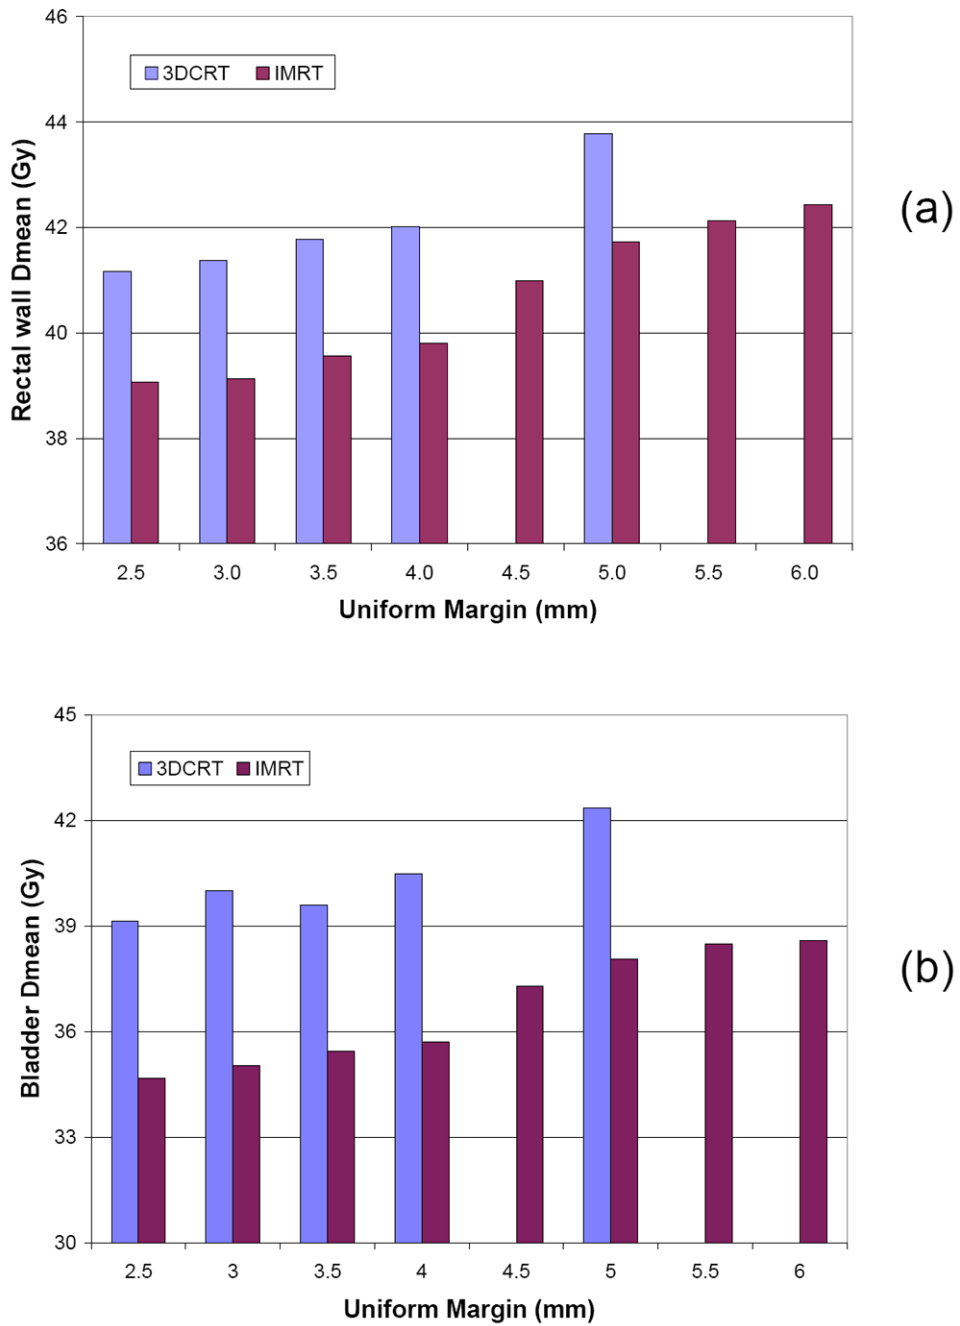 46
3DCRT IMRT
44
42
40
38
36
Rectal wall Dmean (Gy)
2.5 3.0 3.5 4.0 4.5 5.0 5.5 6.0
Uniform Margin (mm)
(a)
45
3DCRT IMRT
42
39
36
33
30
Bladder Dmean (Gy)
2.5 3 3.5 4 4.5 5 5.5 6
Uniform Margin (mm)
(b)